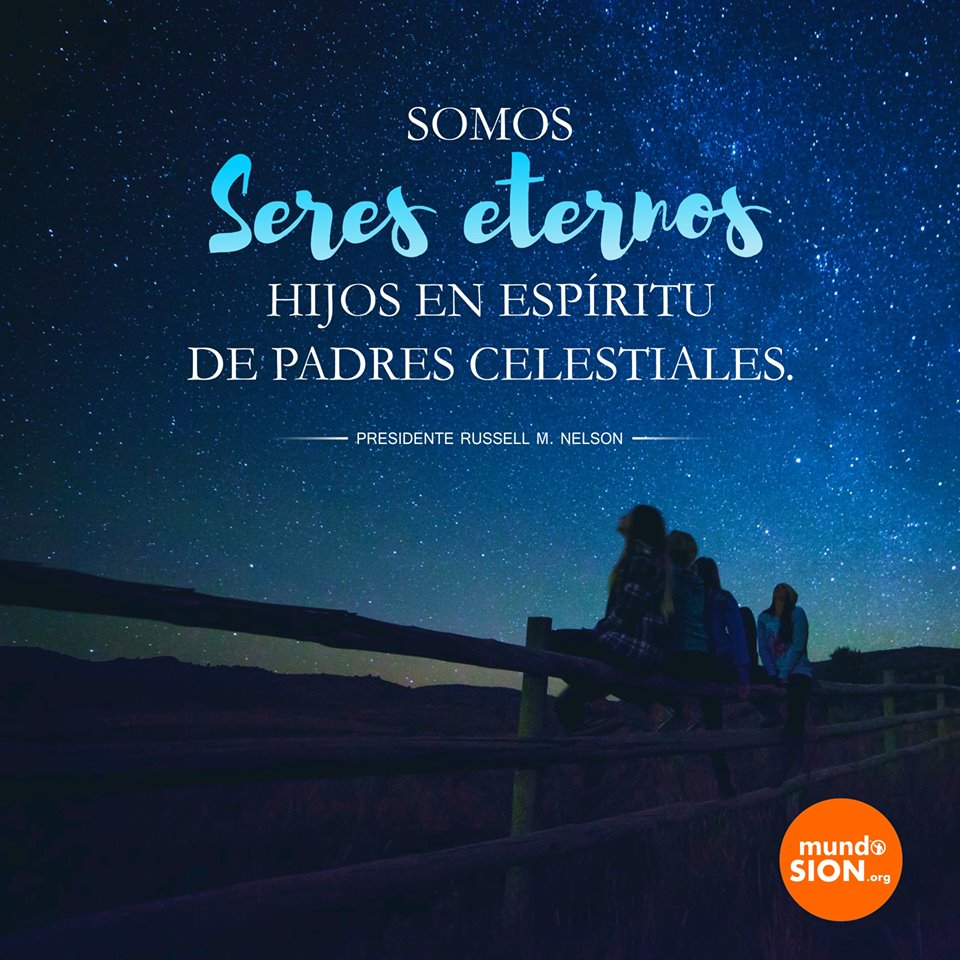 SOMOS
Seres eternos
HIJOS EN ESPÍRITU
DE PADRES CELESTIALES.
PRESIDENTE RUSSELL M. NELSON
mundo
SION.org